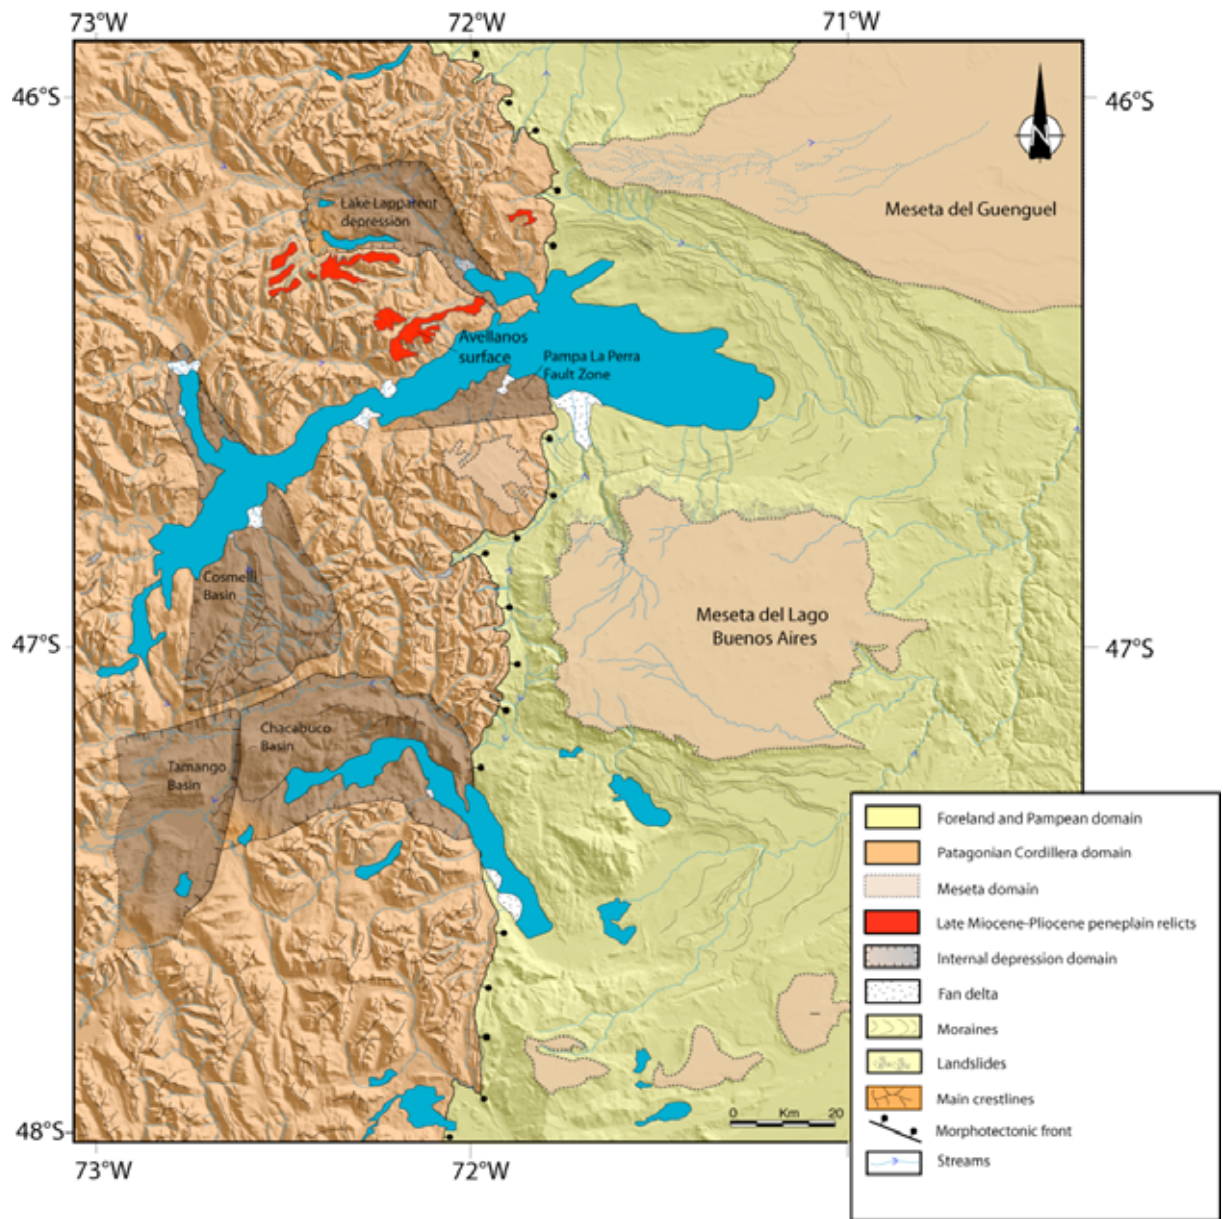 73°W
72°W
71°W
46°S
46°S
N
Meseta del Guenguel
Lake Lapparent
depression
Avellanos
surface
Pampa La Perra
Fault Zone
Cosmelli
Basin
Meseta del Lago
Buenos Aires
47°S
47°S
Chacabuco
Basin
Tamango
Basin
Foreland and Pampean domain
Patagonian Cordillera domain
Meseta domain
Late Miocene-Pliocene peneplain relicts
Internal depression domain
Fan delta
Moraines
Landslides
Main crestlines
Morphotectonic front
Streams
0 Km 20
48°S
73°W
72°W